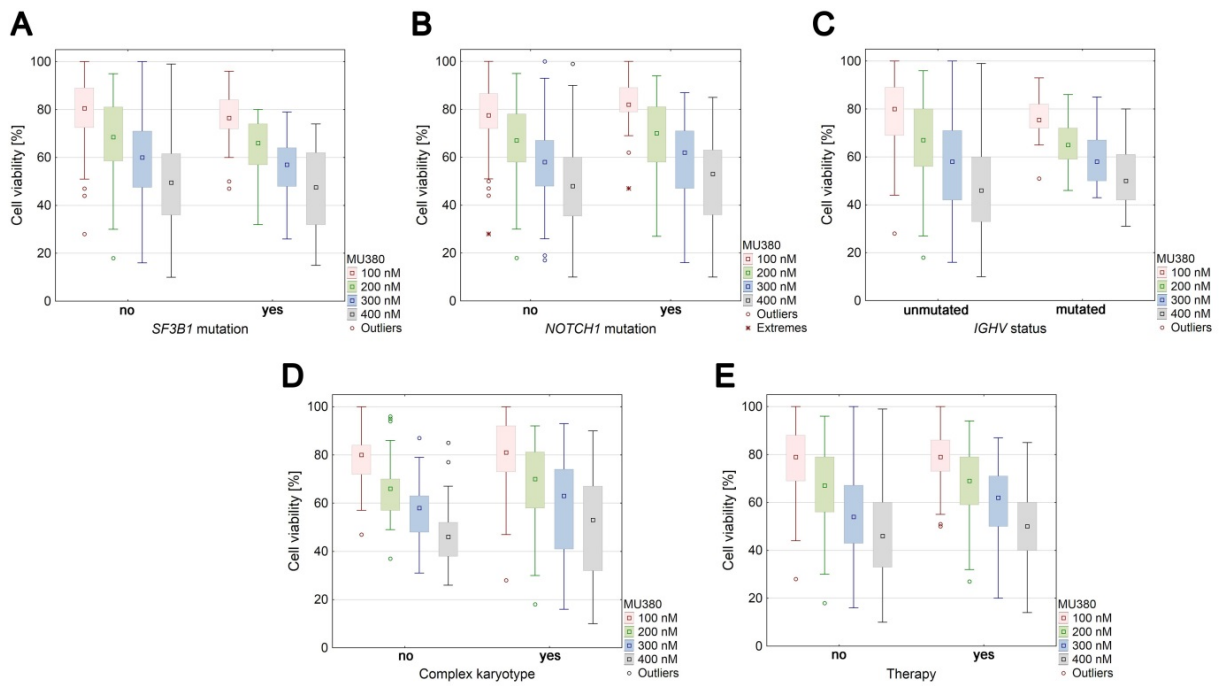 A
Cell viability [%]
100
80
60
40
20
0
no
yes
SF3B1 mutation
MU380
100 nM
200 nM
300 nM
400 nM
Outliers
B
Cell viability [%]
100
80
60
40
20
0
no
yes
NOTCH1 mutation
MU380
100 nM
200 nM
300 nM
400 nM
Outliers
Extremes
C
Cell viability [%]
100
80
60
40
20
0
unmutated
mutated
IGHV status
MU380
100 nM
200 nM
300 nM
400 nM
Outliers
D
Cell viability [%]
100
80
60
40
20
0
no
yes
Complex karyotype
MU380
100 nM
200 nM
300 nM
400 nM
Outliers
E
Cell viability [%]
100
80
60
40
20
0
no
yes
Therapy
MU380
100 nM
200 nM
300 nM
400 nM
Outliers